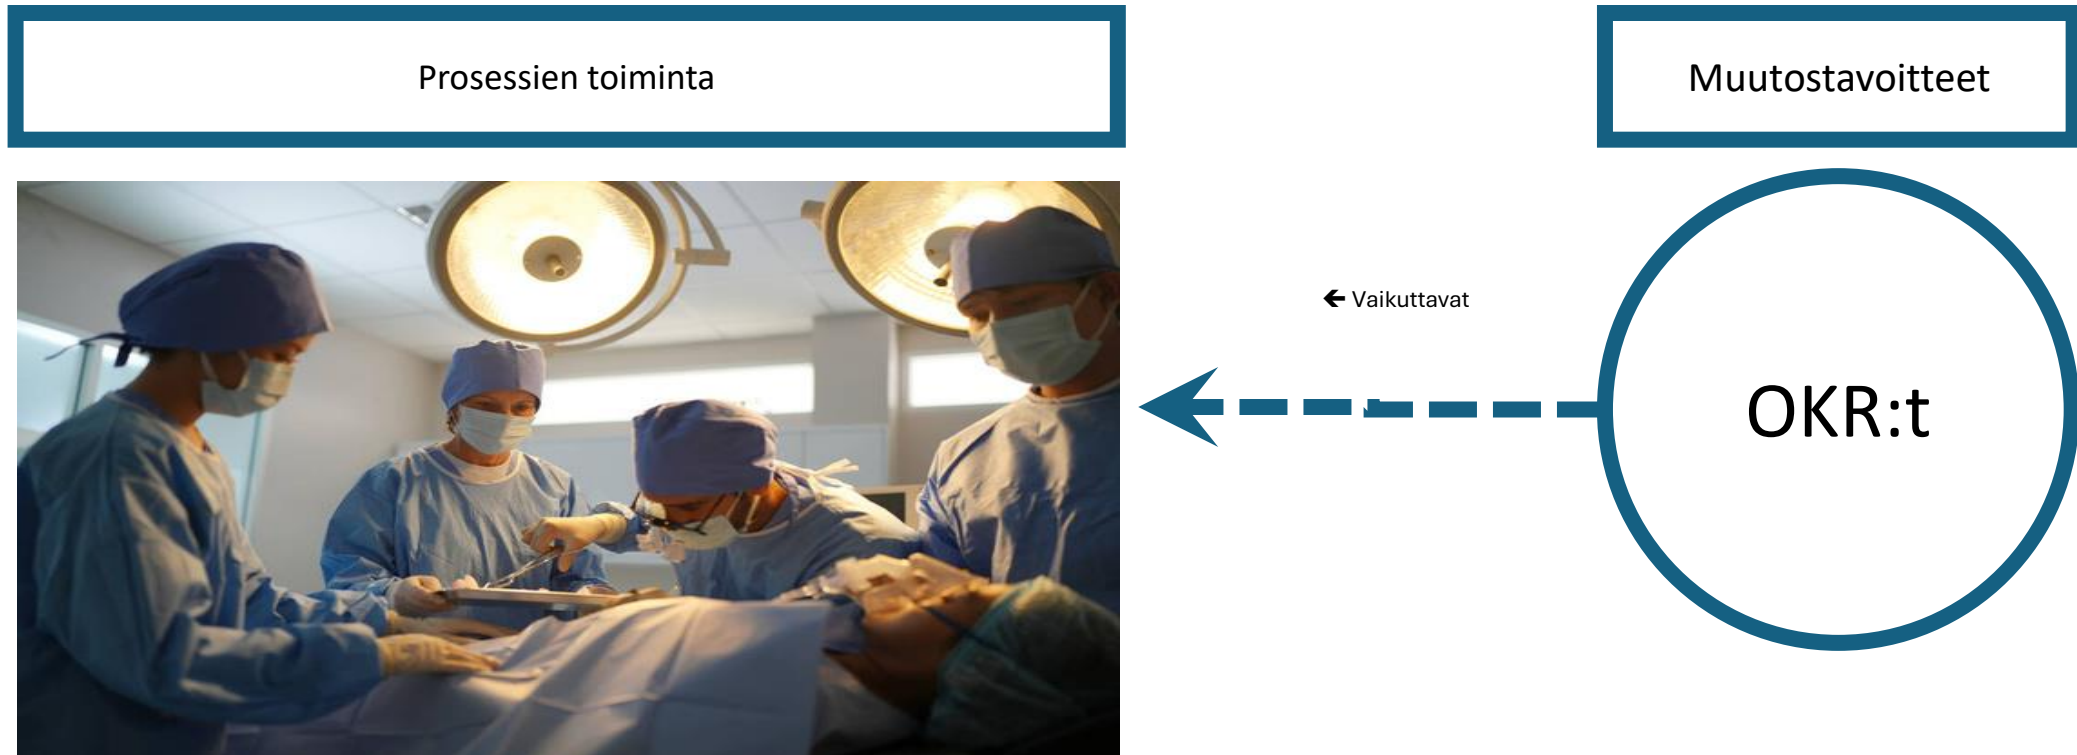 Prosessien toiminta
Muutostavoitteet
🡸 Vaikuttavat
OKR:t